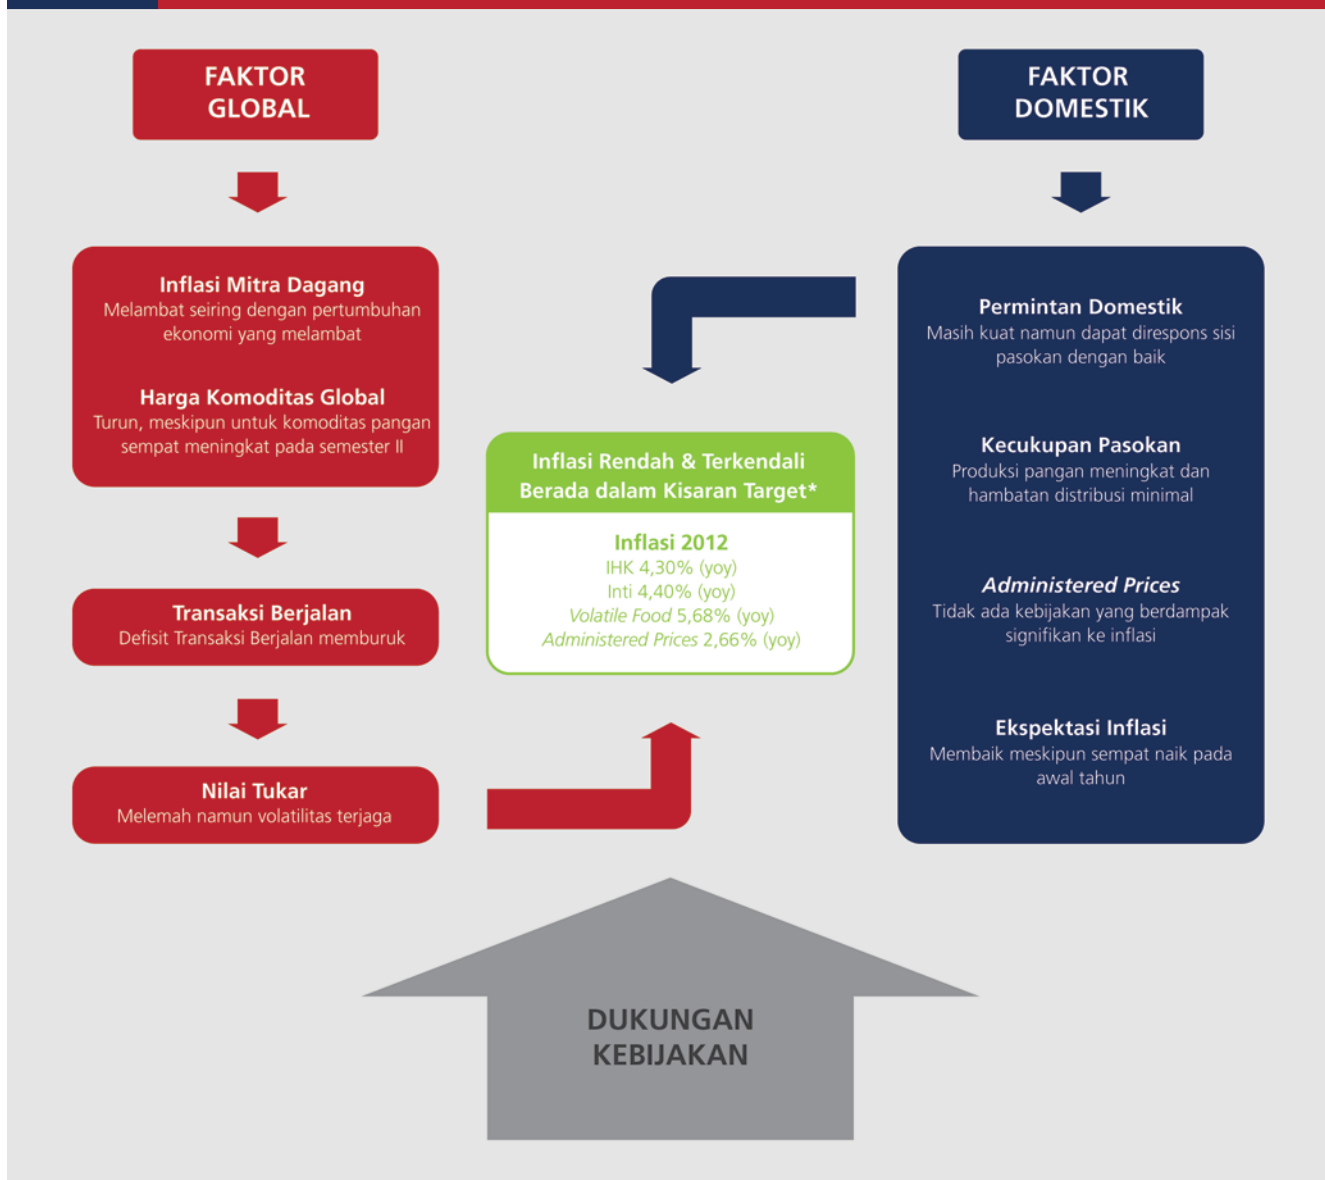 FAKTOR
GLOBAL
Inflasi Mitra Dagang
Melambat seiring dengan pertumbuhan
ekonomi yang melambat
Harga Komoditas Global
Turun, meskipun untuk komoditas pangan
sempat meningkat pada semester II
Transaksi Berjalan
Defisit Transaksi Berjalan memburuk
Nilai Tukar
Melemah namun volatilitas terjaga
Inflasi Rendah & Terkendali
Berada dalam Kisaran Target*
Inflasi 2012
IHK 4,30% (yoy)
Inti 4,40% (yoy)
Volatile Food 5,68% (yoy)
Administered Prices 2,66% (yoy)
FAKTOR
DOMESTIK
Permintan Domestik
Masih kuat namun dapat direspons sisi
pasokan dengan baik
Kecukupan Pasokan
Produksi pangan meningkat dan
hambatan distribusi minimal
Administered Prices
Tidak ada kebijakan yang berdampak
signifikan ke inflasi
Ekspektasi Inflasi
Membaik meskipun sempat naik pada
awal tahun
DUKUNGAN
KEBIJAKAN